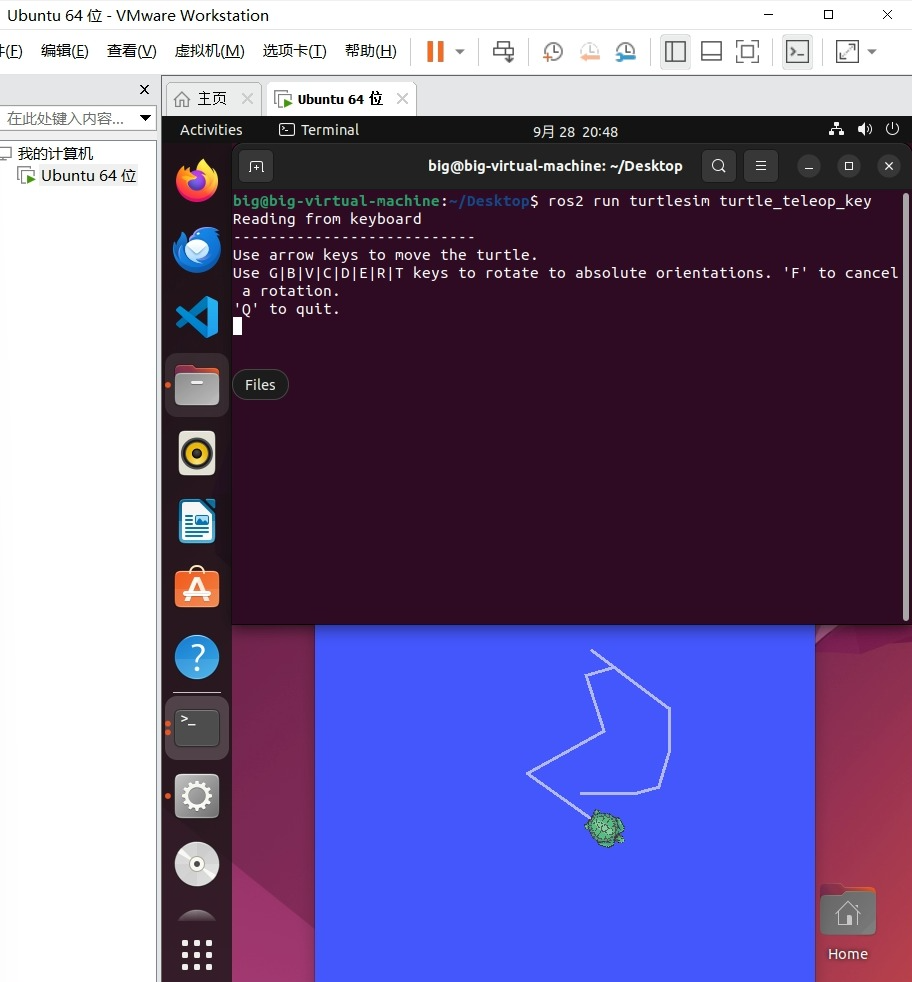 Ubuntu 64 位 - VMware Workstation
(F) 编辑(E) 查看(V) 虚拟机(M) 选项卡(T) 帮助(H)
在此处键入内容...
我的计算机
Ubuntu 64 位
主页
Ubuntu 64 位
Activities
Terminal
9月 28 20:48
big@big-virtual-machine: ~/Desktop
big@big-virtual-machine:~/Desktop$ ros2 run turtlesim turtle_teleop_key
Reading from keyboard
---------------------------
Use arrow keys to move the turtle.
Use G|B|V|C|D|E|R|T keys to rotate to absolute orientations. 'F' to cancel
 a rotation.
'Q' to quit.
Files
Home